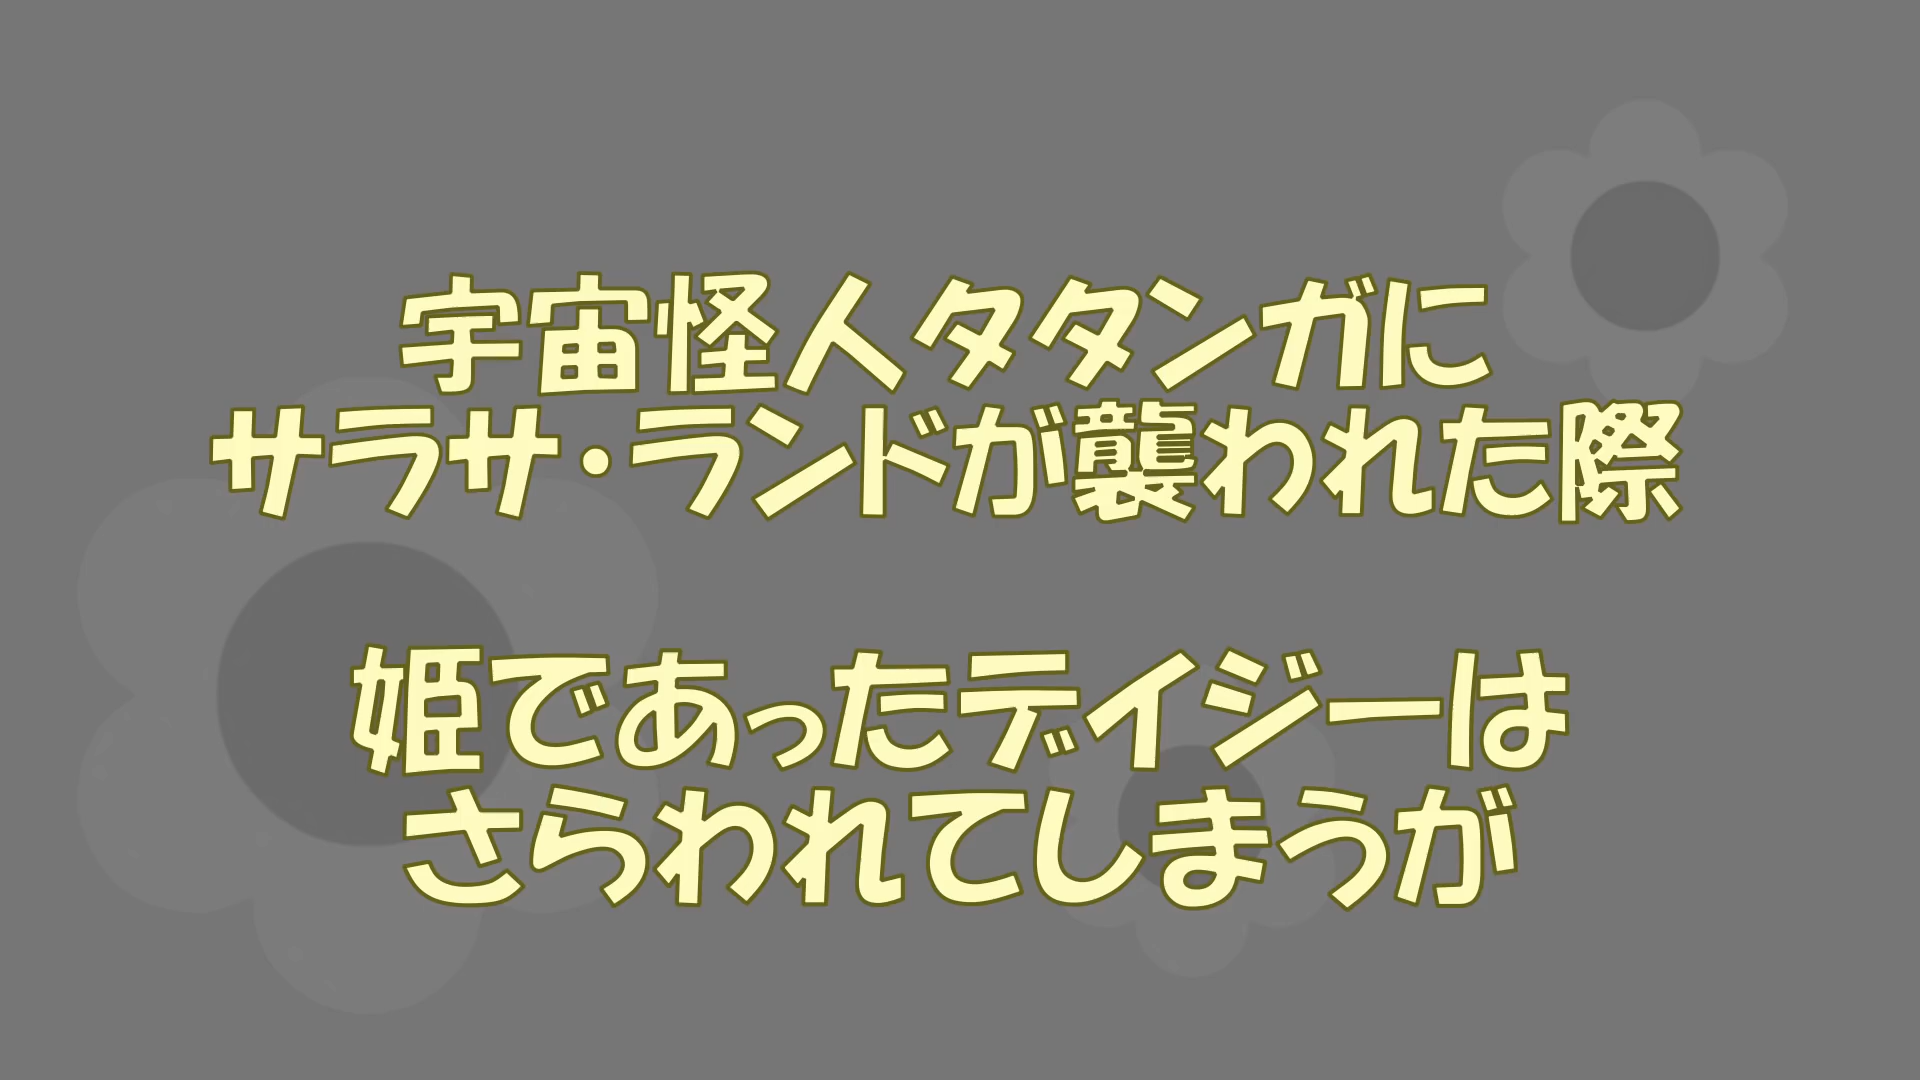 宇宙怪人タタンガに
サラサ・ランドが襲われた際
姫であったデイジーは
さらわれてしまうが